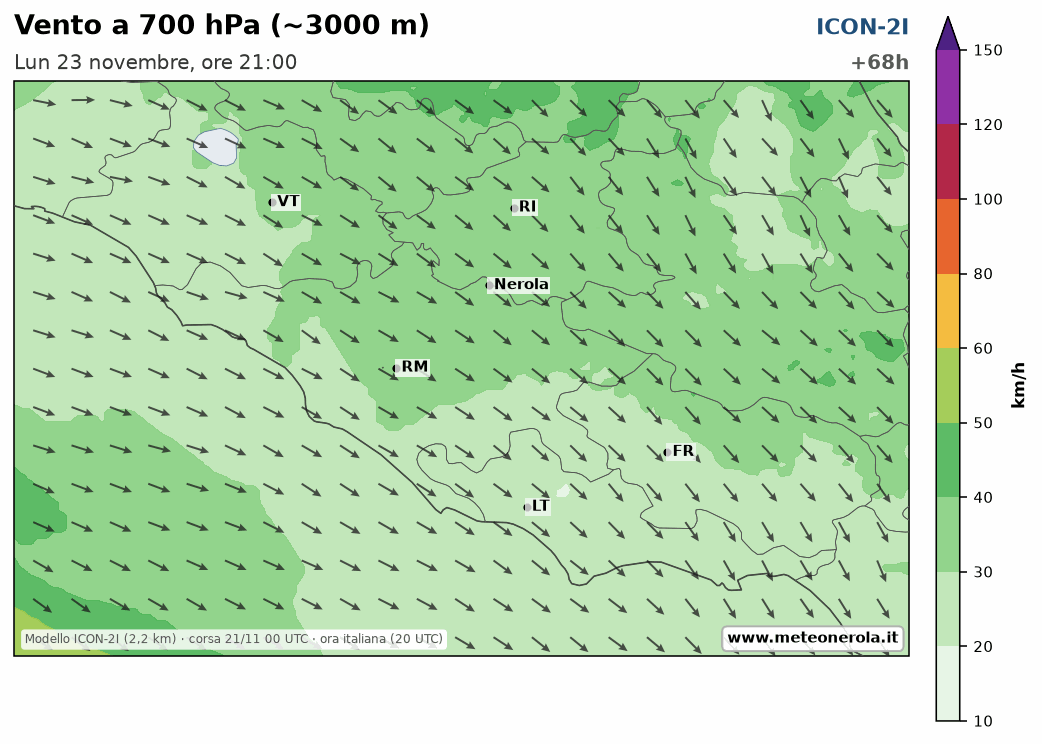 Vento a 700 hPa (~3000 m)
ICON-2I
Lun 23 novembre, ore 21:00
+68h
VT
RI
Nerola
RM
FR
LT
Modello ICON-2I (2,2 km) · corsa 21/11 00 UTC · ora italiana (20 UTC)
www.meteonerola.it
150
120
100
80
60
50
40
30
20
10
km/h